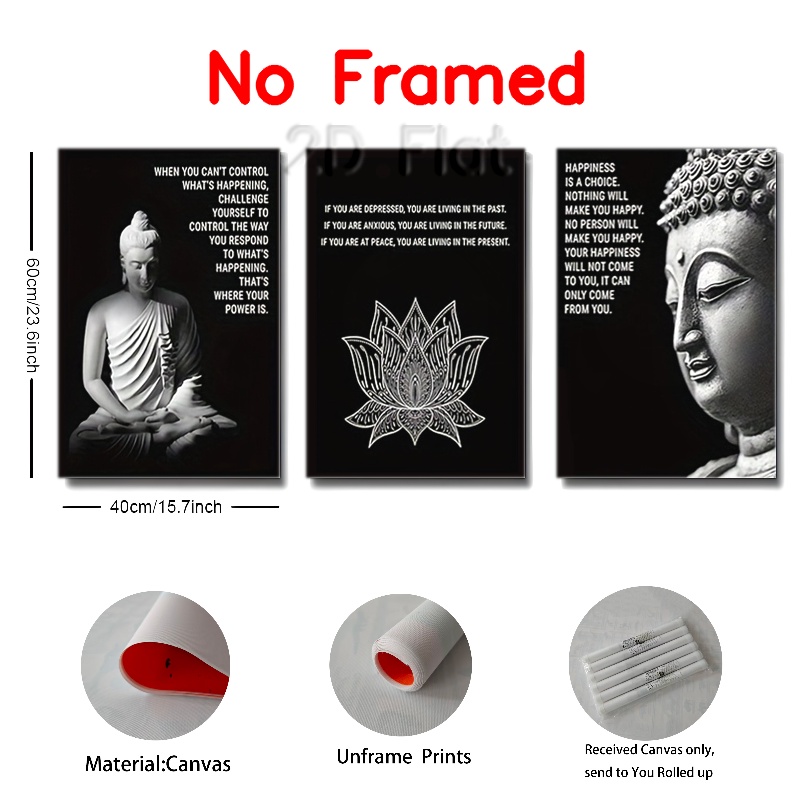 No Framed
2D Flat
WHEN YOU CAN'T CONTROL
WHAT'S HAPPENING,
CHALLENGE
YOURSELF TO
CONTROL THE WAY
YOU RESPOND
TO WHAT'S
HAPPENING.
THAT'S
WHERE YOUR
POWER IS.
IF YOU ARE DEPRESSED, YOU ARE LIVING IN THE PAST.
IF YOU ARE ANXIOUS, YOU ARE LIVING IN THE FUTURE.
IF YOU ARE AT PEACE, YOU ARE LIVING IN THE PRESENT.
HAPPINESS
IS A CHOICE.
NOTHING WILL
MAKE YOU HAPPY.
NO PERSON WILL
MAKE YOU HAPPY.
YOUR HAPPINESS
WILL NOT COME
TO YOU, IT CAN
ONLY COME
FROM YOU.
60cm/23.6inch
40cm/15.7inch
Material:Canvas
Unframe Prints
Received Canvas only,
send to You Rolled up